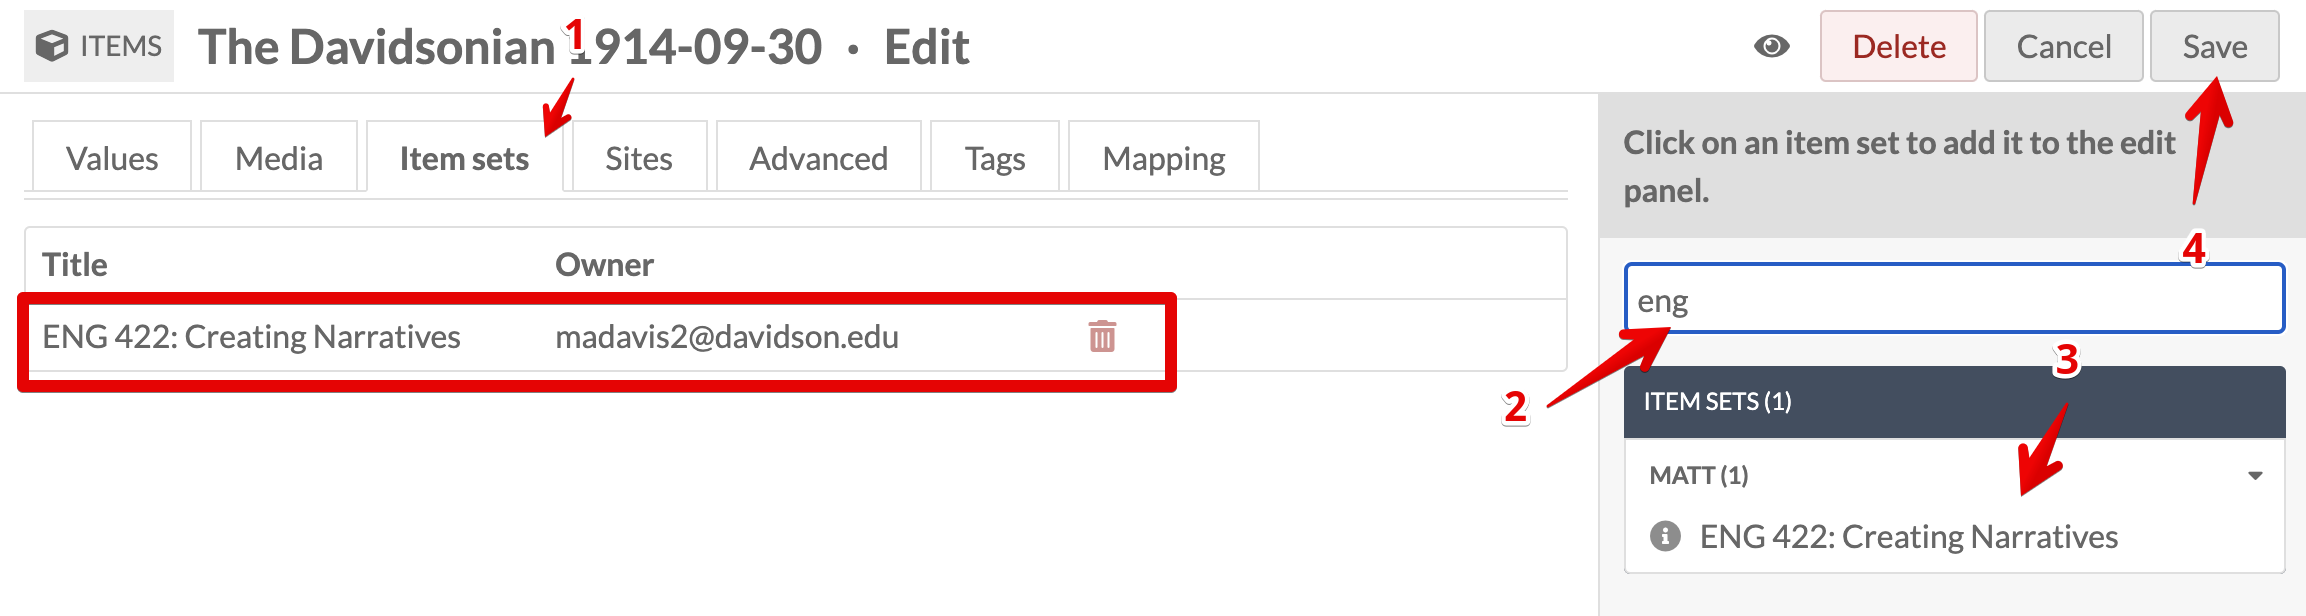 ITEMS The Davidsonian 1914-09-30 · Edit Delete Cancel Save
1
Values Media Item sets Sites Advanced Tags Mapping
Title Owner
ENG 422: Creating Narratives madavis2@davidson.edu
Click on an item set to add it to the edit
panel.
4
eng
2
3
ITEM SETS (1)
MATT (1)
ENG 422: Creating Narratives